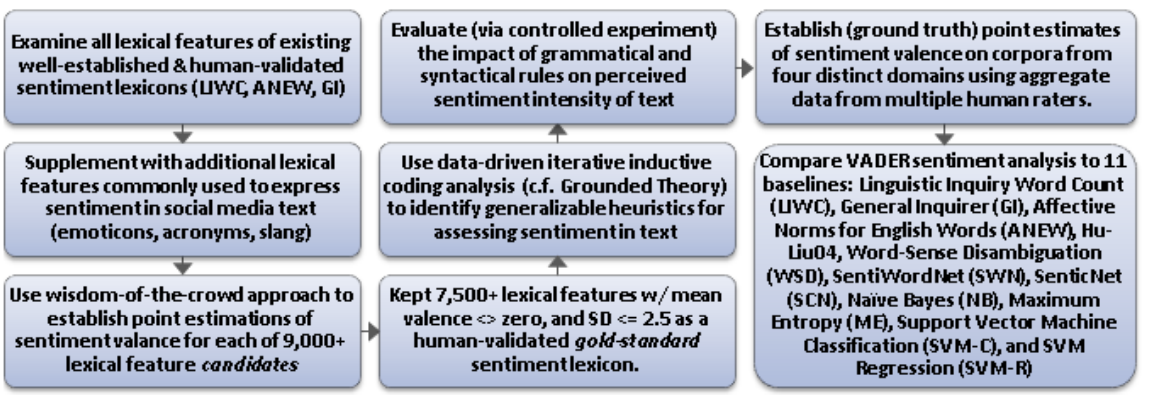 Examine all lexical features of existing
well-established & human-validated
sentiment lexicons (LIWC, ANEW, GI)
Supplement with additional lexical
features commonly used to express
sentiment in social media text
(emoticons, acronyms, slang)
Use wisdom-of-the-crowd approach to
establish point estimations of
sentiment valance for each of 9,000+
lexical feature candidates
Kept 7,500+ lexical features w/ mean
valence <> zero, and SD <= 2.5 as a
human-validated gold-standard
sentiment lexicon.
Use data-driven iterative inductive
coding analysis (c.f. Grounded Theory)
to identify generalizable heuristics for
assessing sentiment in text
Evaluate (via controlled experiment)
the impact of grammatical and
syntactical rules on perceived
sentiment intensity of text
Establish (ground truth) point estimates
of sentiment valence on corpora from
four distinct domains using aggregate
data from multiple human raters.
Compare VADER sentiment analysis to 11
baselines: Linguistic Inquiry Word Count
(LIWC), General Inquirer (GI), Affective
Norms for English Words (ANEW), Hu-
Liu04, Word-Sense Disambiguation
(WSD), SentiWordNet (SWN), SenticNet
(SCN), Naïve Bayes (NB), Maximum
Entropy (ME), Support Vector Machine
Classification (SVM-C), and SVM
Regression (SVM-R)